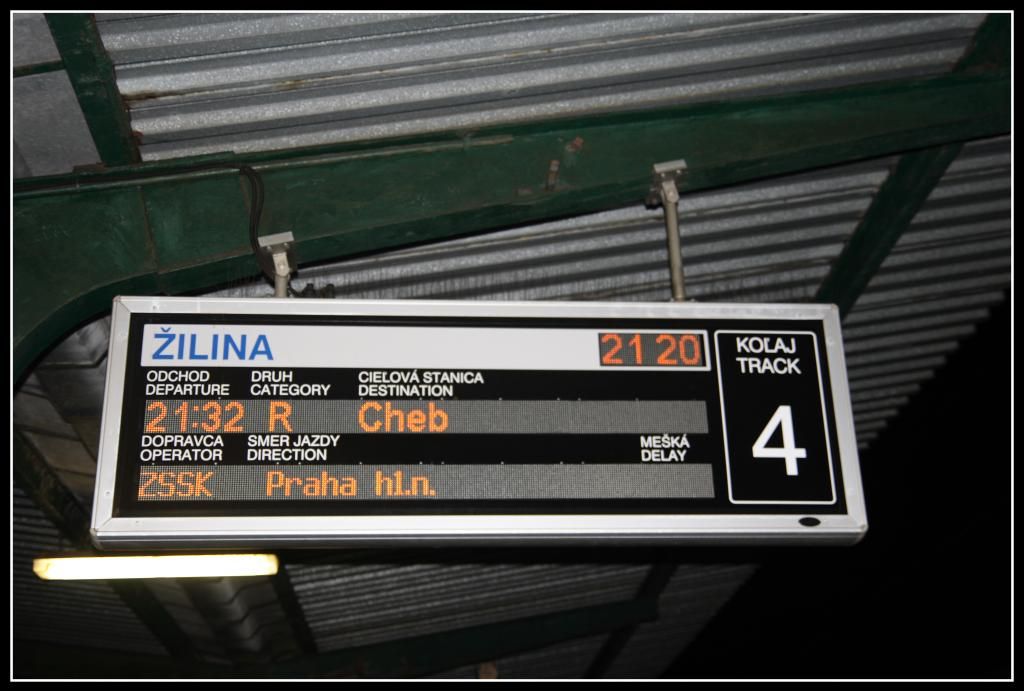 ŽILINA 21 20
ODCHOD DRUH CIEĽOVÁ STANICA
DEPARTURE CATEGORY DESTINATION
21:32 R Cheb
DOPRAVCA SMER JAZDY MEŠKÁ
OPERATOR DIRECTION DELAY
ZSSK Praha hl.n.
KOĽAJ
TRACK
4